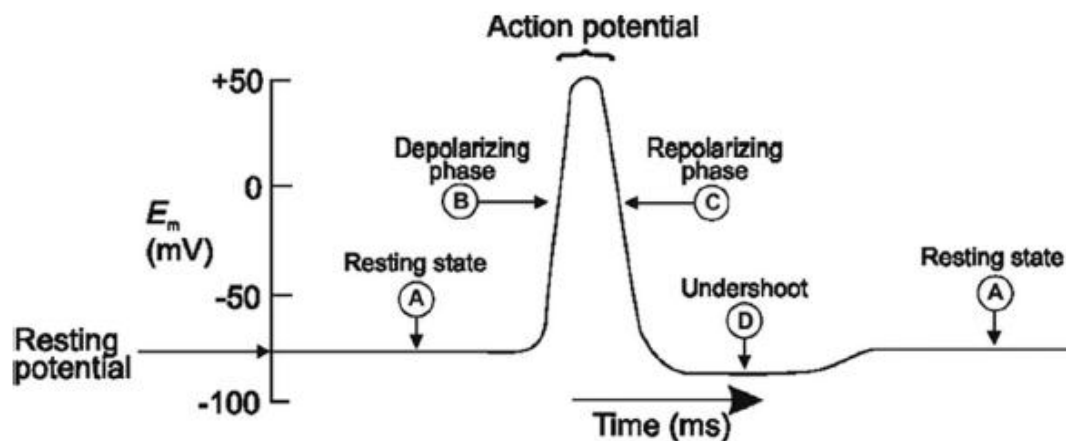 Action potential
+50
Depolarizing
phase
B
Repolarizing
phase
C
0
Em
(mV)
Resting state
A
-50
Undershoot
D
Resting state
A
Resting
potential
-100
Time (ms)